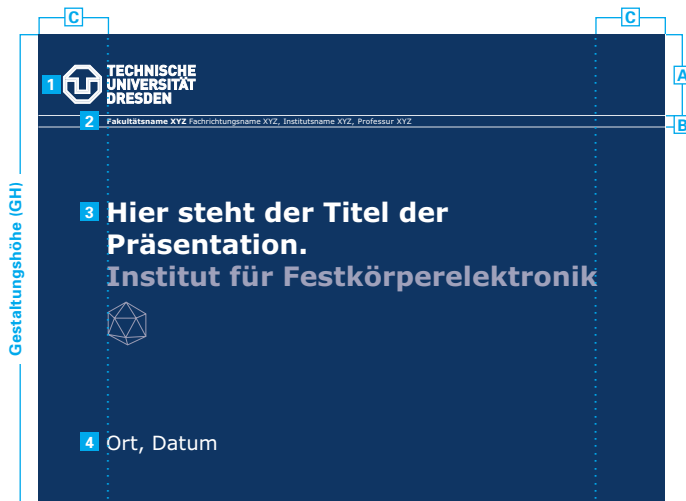 C
C
A
1
TECHNISCHE
UNIVERSITÄT
DRESDEN
2 Fakultätsname XYZ Fachrichtungsname XYZ, Institutsname XYZ, Professur XYZ
B
Gestaltungshöhe (GH)
3 Hier steht der Titel der
Präsentation.
Institut für Festkörperelektronik
4 Ort, Datum